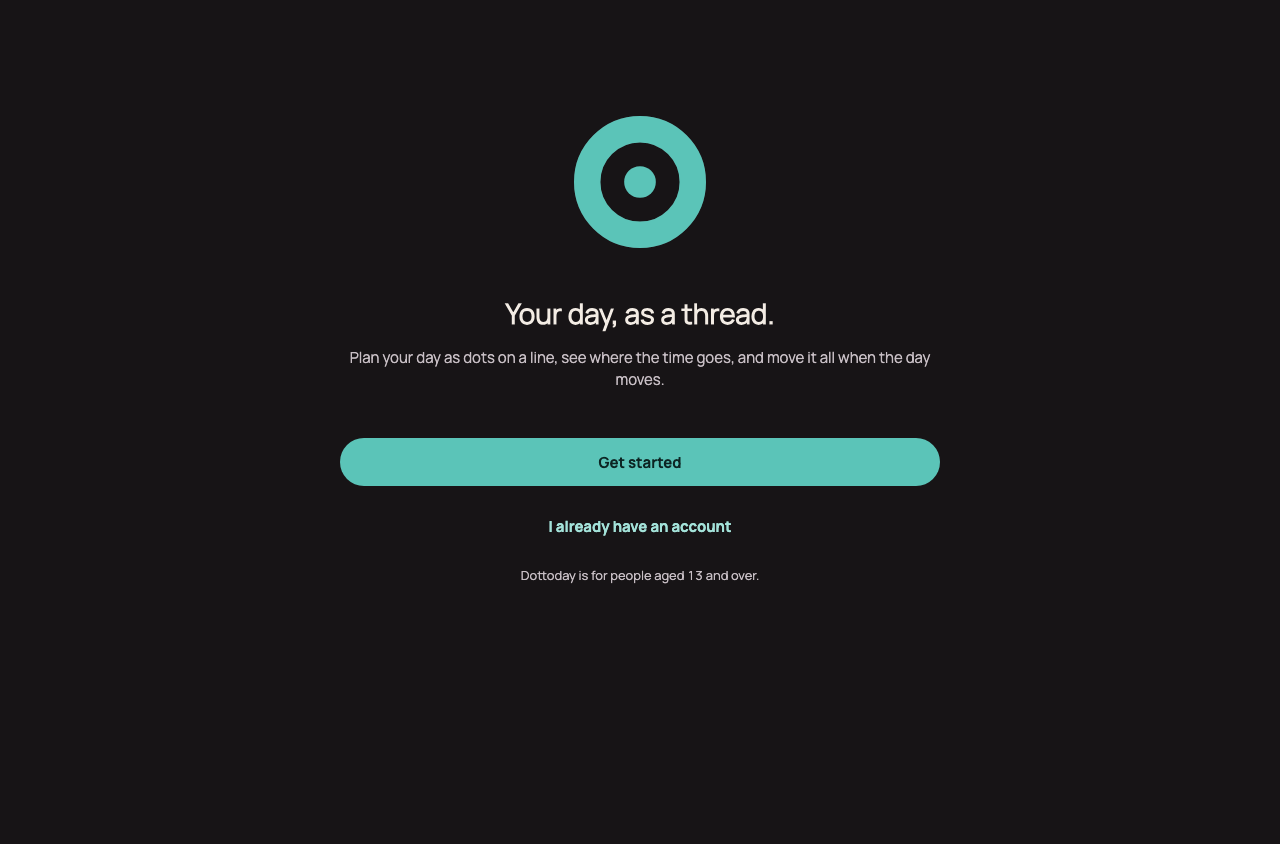 Your day, as a thread.
Plan your day as dots on a line, see where the time goes, and move it all when the day
moves.
Get started
I already have an account
Dottoday is for people aged 13 and over.